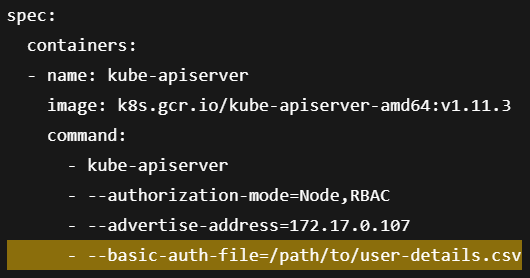 spec:
containers:
- name: kube-apiserver
image: k8s.gcr.io/kube-apiserver-amd64:v1.11.3
command:
- kube-apiserver
- --authorization-mode=Node,RBAC
- --advertise-address=172.17.0.107
- --basic-auth-file=/path/to/user-details.csv